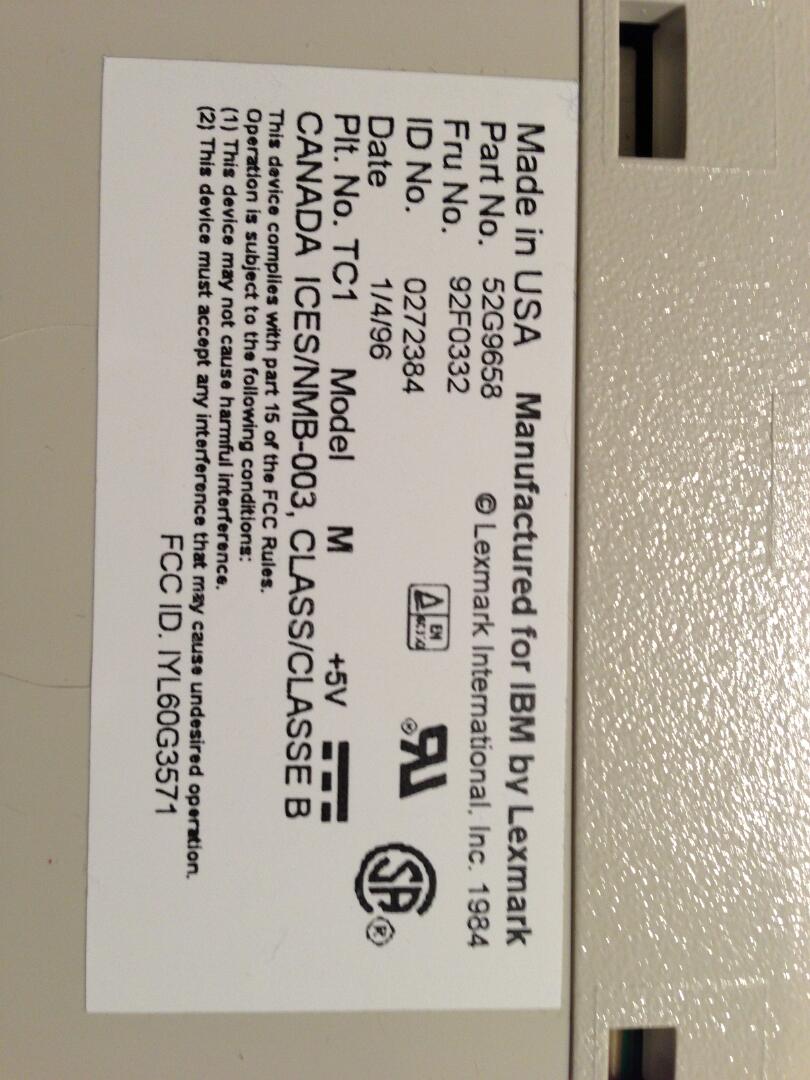 Made in USA Manufactured for IBM by Lexmark
Part No. 52G9658 © Lexmark International, Inc. 1984
Fru No. 92F0332
ID No. 0272384
Date 1/4/96
Plt. No. TC1 Model M +5V
CANADA ICES/NMB-003, CLASS/CLASSE B
This device complies with part 15 of the FCC Rules.
Operation is subject to the following conditions:
(1) This device may not cause harmful interference.
(2) This device must accept any interference that may cause undesired operation.
FCC ID. IYL60G3571